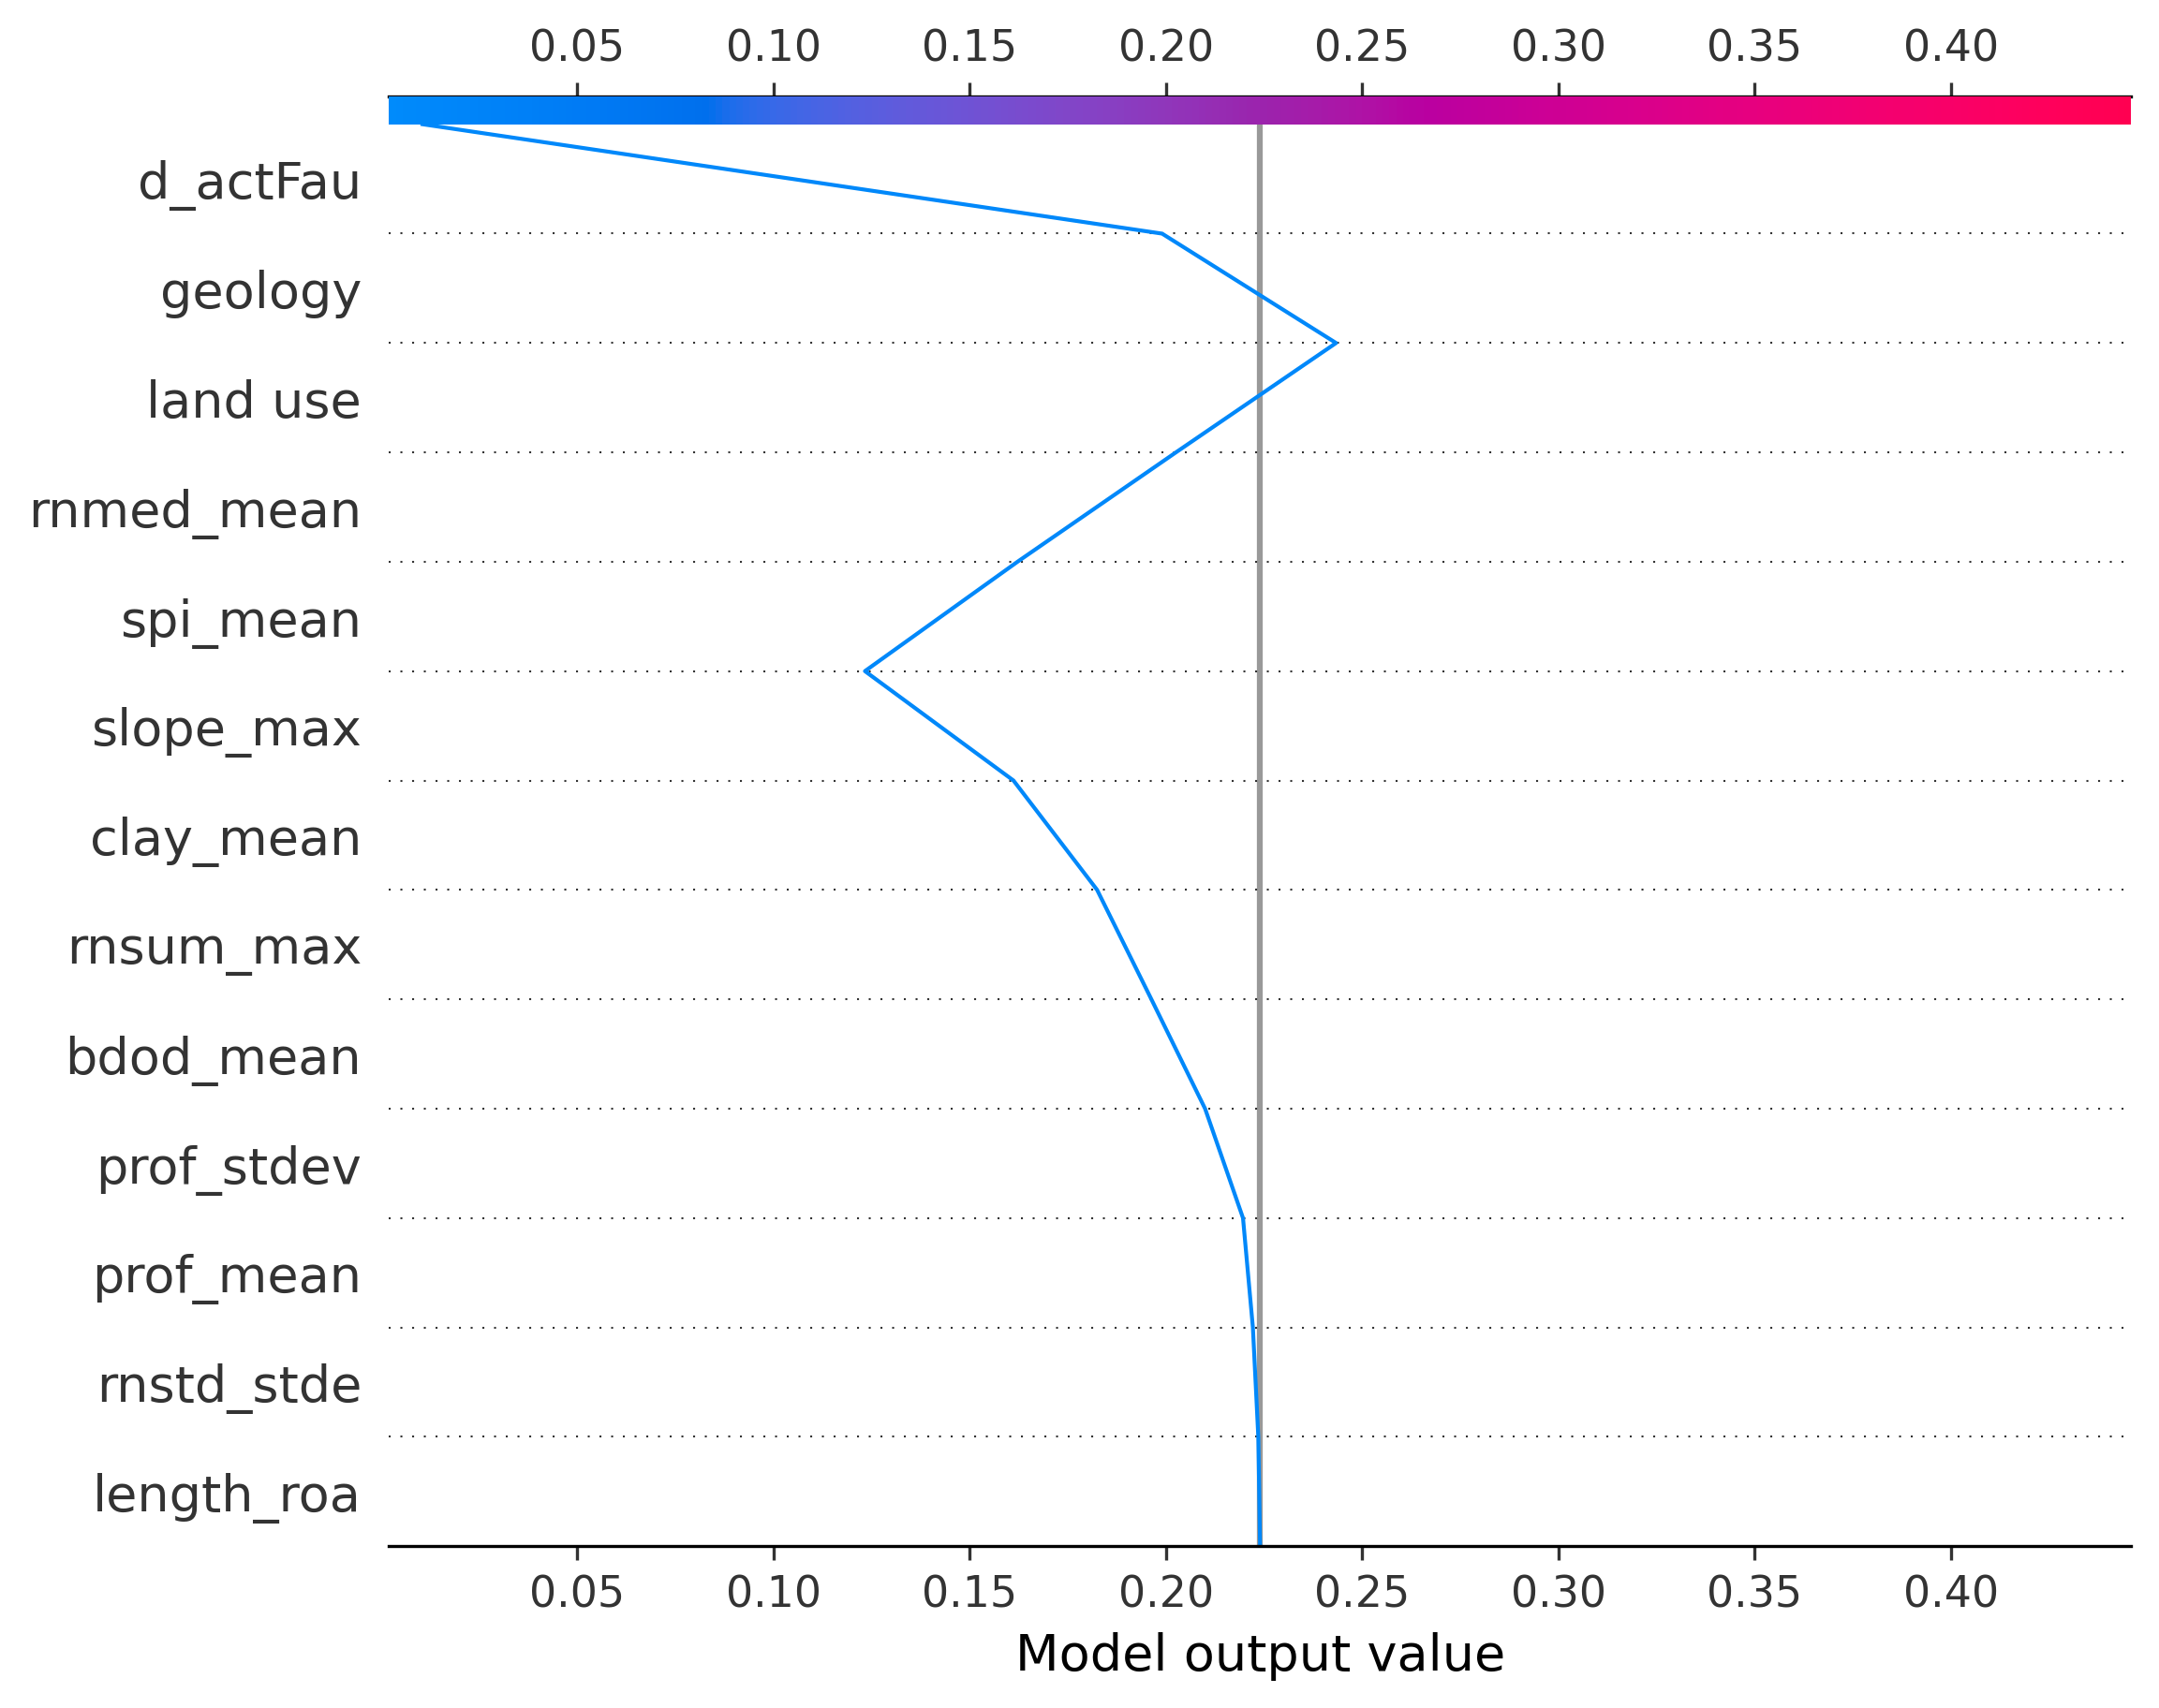 0.05 0.10 0.15 0.20 0.25 0.30 0.35 0.40
d_actFau
geology
land use
rnmed_mean
spi_mean
slope_max
clay_mean
rnsum_max
bdod_mean
prof_stdev
prof_mean
rnstd_stde
length_roa
0.05 0.10 0.15 0.20 0.25 0.30 0.35 0.40
Model output value